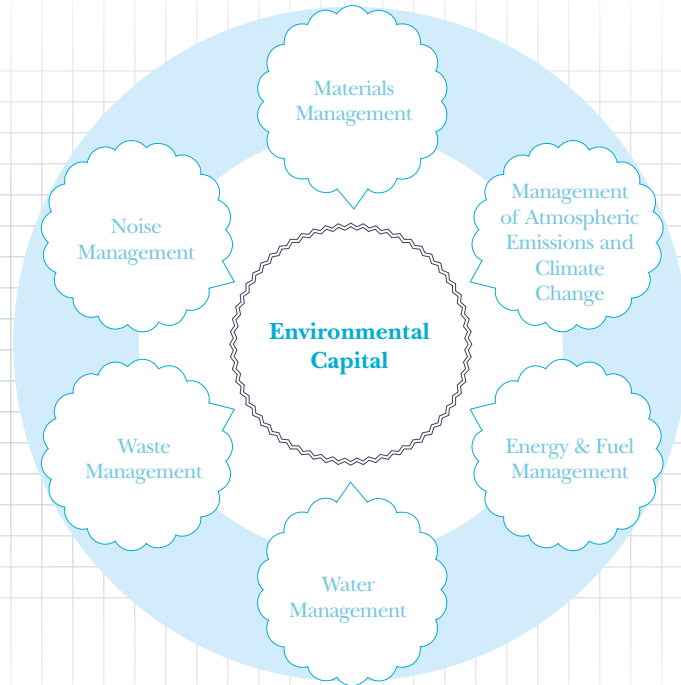 Materials
Management
Management
of Atmospheric
Emissions and
Climate
Change
Noise
Management
Environmental
Capital
Waste
Management
Energy & Fuel
Management
Water
Management